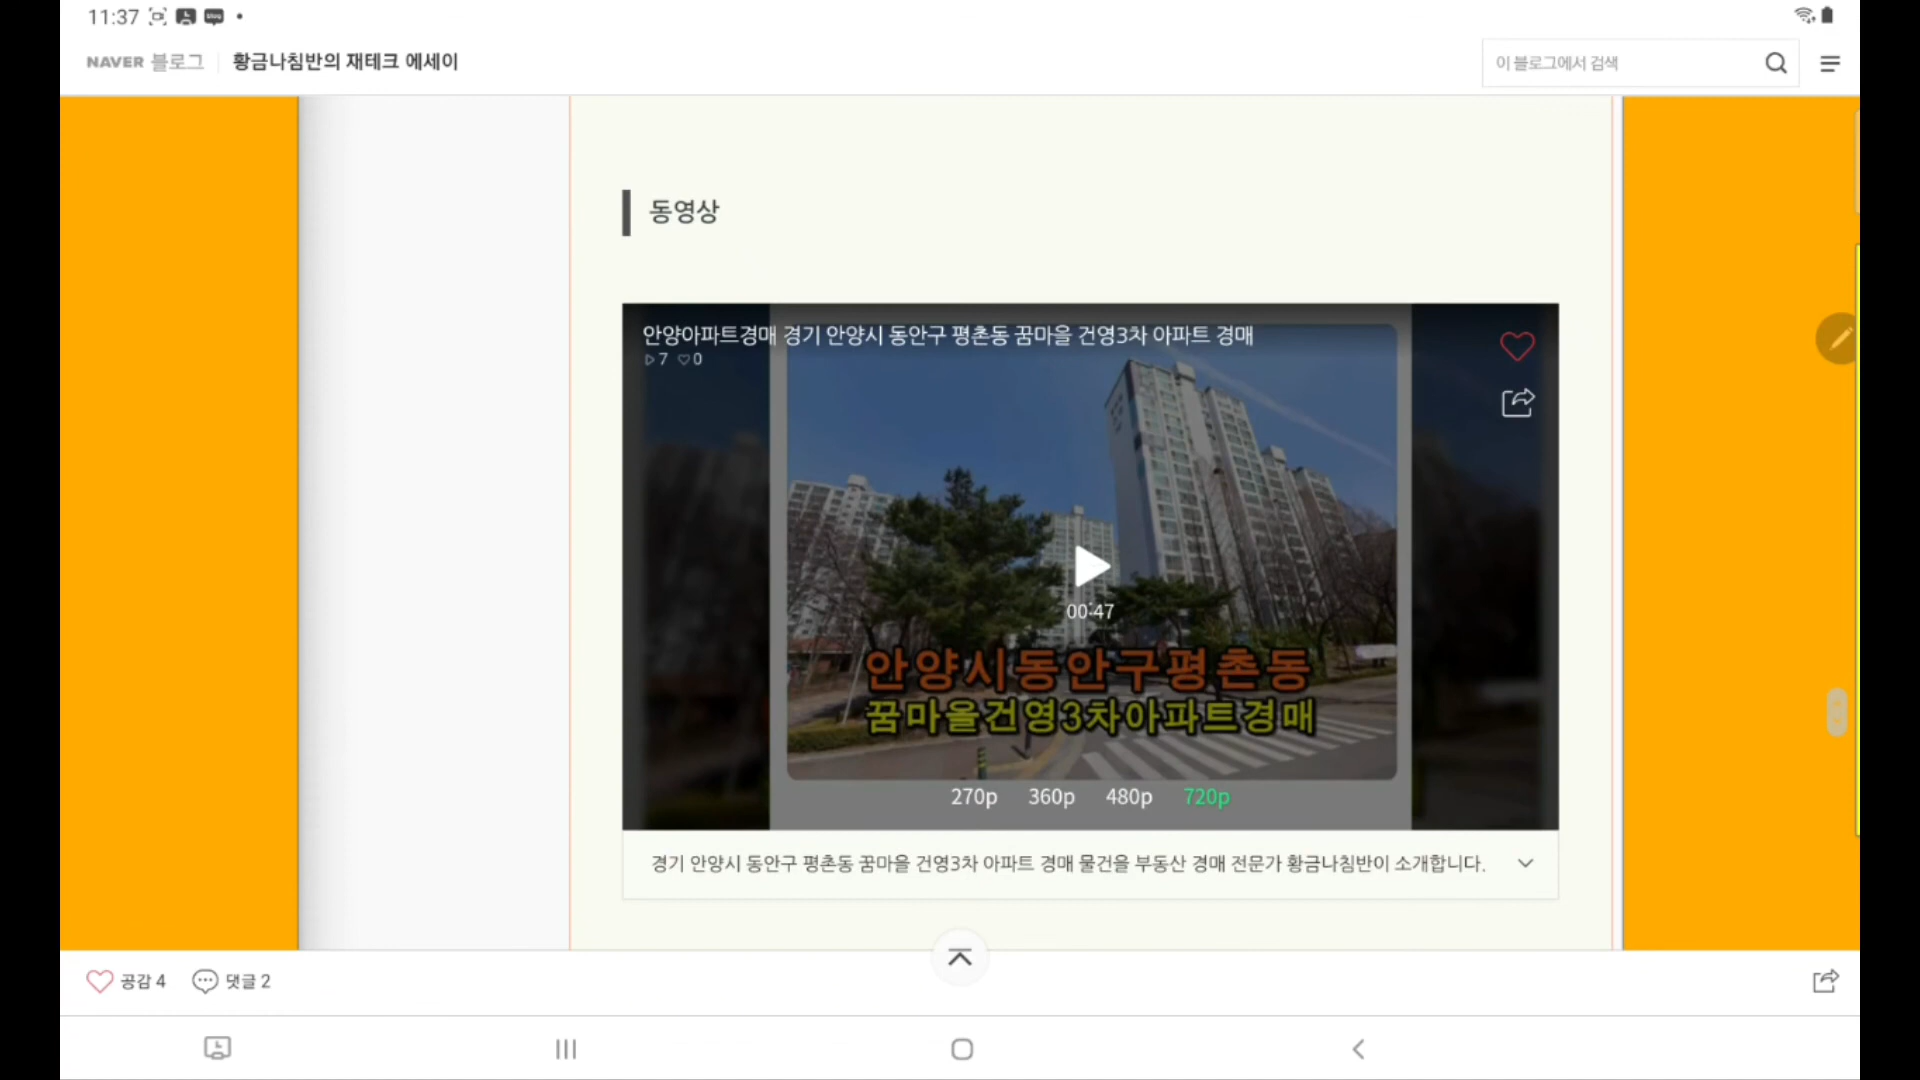 11:37
NAVER 블로그 황금나침반의 재테크 에세이
이 블로그에서 검색
동영상
안양아파트경매 경기 안양시 동안구 평촌동 꿈마을 건영3차 아파트 경매
7 0
00:47
안양시동안구평촌동
꿈마을건영3차아파트경매
270p 360p 480p 720p
경기 안양시 동안구 평촌동 꿈마을 건영3차 아파트 경매 물건을 부동산 경매 전문가 황금나침반이 소개합니다.
공감 4 댓글 2